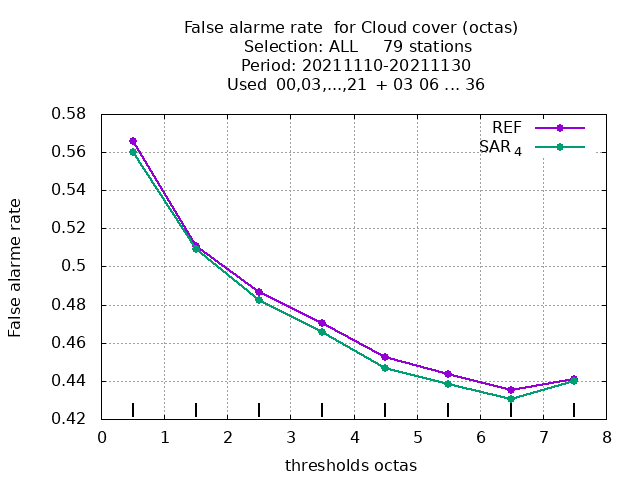 False alarme rate  for Cloud cover (octas)
Selection: ALL     79 stations
Period: 20211110-20211130
Used  00,03,...,21  + 03 06 ... 36
0.58
0.56
0.54
0.52
0.5
0.48
0.46
0.44
0.42
False alarme rate
REF
SAR 4
0 1 2 3 4 5 6 7 8
thresholds octas